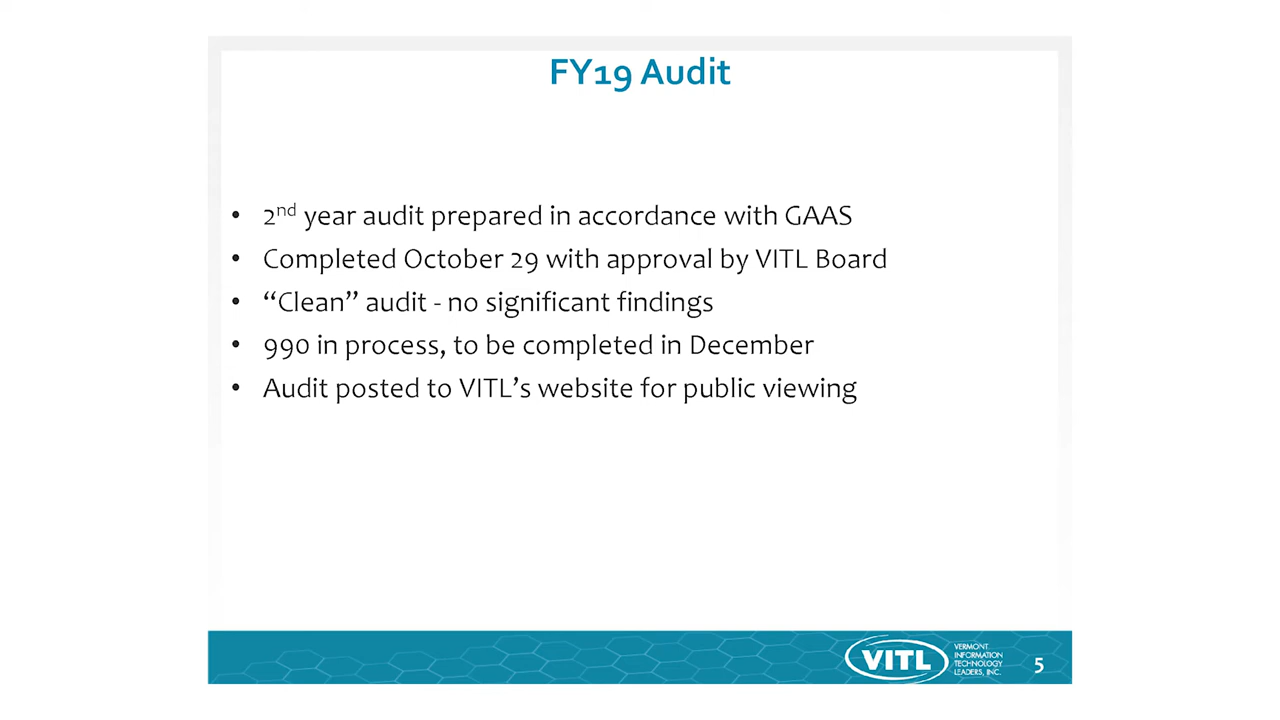 FY19 Audit
• 2nd year audit prepared in accordance with GAAS
• Completed October 29 with approval by VITL Board
• “Clean” audit - no significant findings
• 990 in process, to be completed in December
• Audit posted to VITL’s website for public viewing
VITL
VERMONT
INFORMATION
TECHNOLOGY
LEADERS, INC.
5